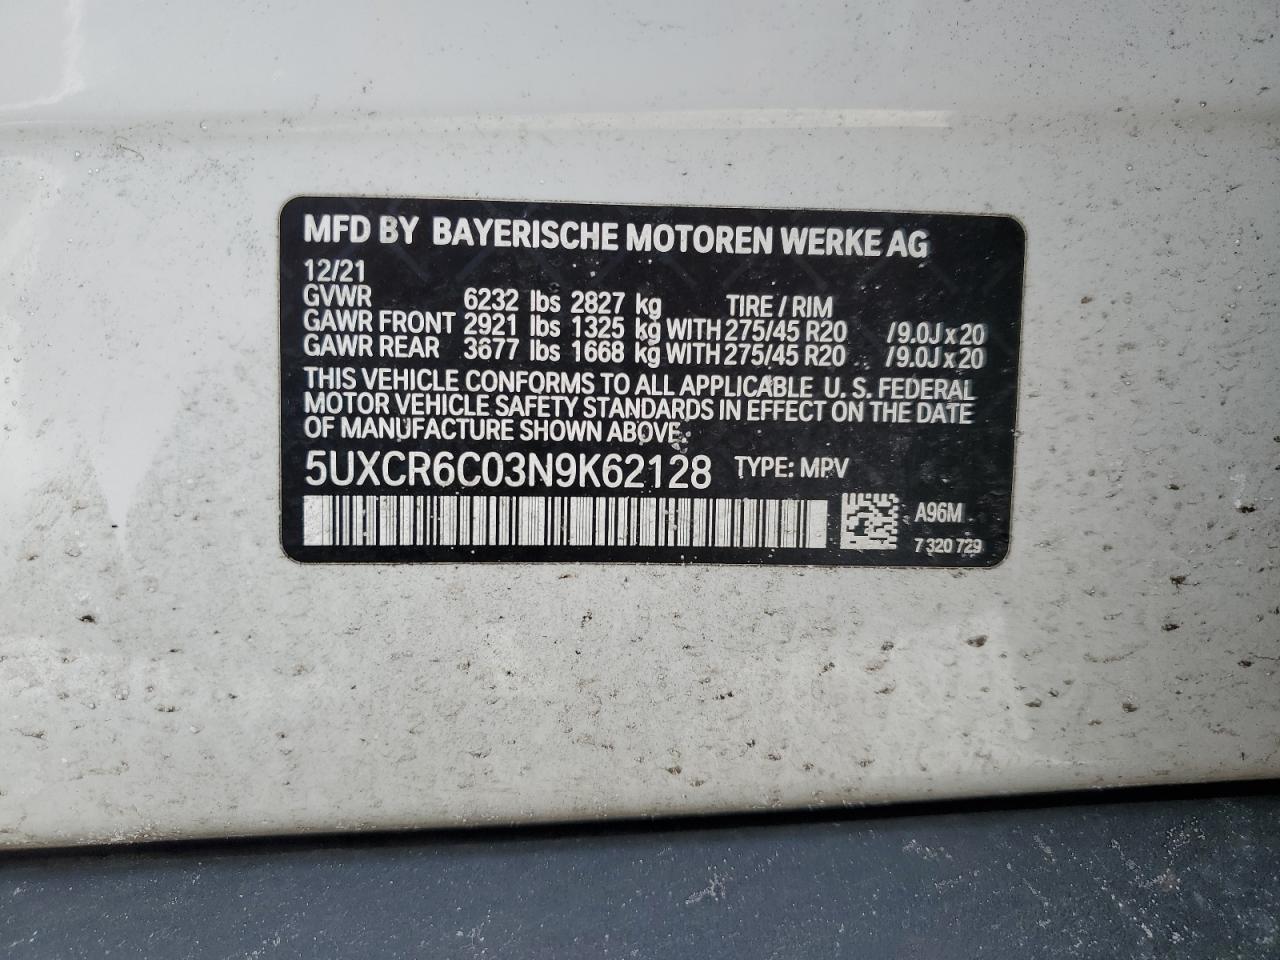 MFD BY BAYERISCHE MOTOREN WERKE AG
12/21
GVWR 6232 lbs 2827 kg TIRE / RIM
GAWR FRONT 2921 lbs 1325 kg WITH 275/45 R20 /9.0J x 20
GAWR REAR 3677 lbs 1668 kg WITH 275/45 R20 /9.0J x 20
THIS VEHICLE CONFORMS TO ALL APPLICABLE U. S. FEDERAL
MOTOR VEHICLE SAFETY STANDARDS IN EFFECT ON THE DATE
OF MANUFACTURE SHOWN ABOVE.
5UXCR6C03N9K62128 TYPE: MPV
A96M
7 320 729